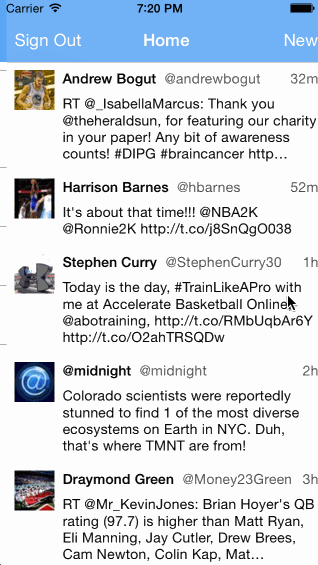 Carrier 7:20 PM
Sign Out Home New
Andrew Bogut @andrewbogut 32m
RT @_IsabellaMarcus: Thank you
@theheraldsun, for featuring our charity
in your paper! Any bit of awareness
counts! #DIPG #braincancer http…
Harrison Barnes @hbarnes 52m
It's about that time!!! @NBA2K
@Ronnie2K http://t.co/j8SnQgO038
Stephen Curry @StephenCurry30 1h
Today is the day, #TrainLikeAPro with
me at Accelerate Basketball Online
@abotraining, http://t.co/RMbUqbAr6Y
http://t.co/O2ahTRSQDw
@midnight @midnight 2h
Colorado scientists were reportedly
stunned to find 1 of the most diverse
ecosystems on Earth in NYC. Duh,
that's where TMNT are from!
Draymond Green @Money23Green 3h
RT @Mr_KevinJones: Brian Hoyer's QB
rating (97.7) is higher than Matt Ryan,
Eli Manning, Jay Cutler, Drew Brees,
Cam Newton, Colin Kap, Mat…